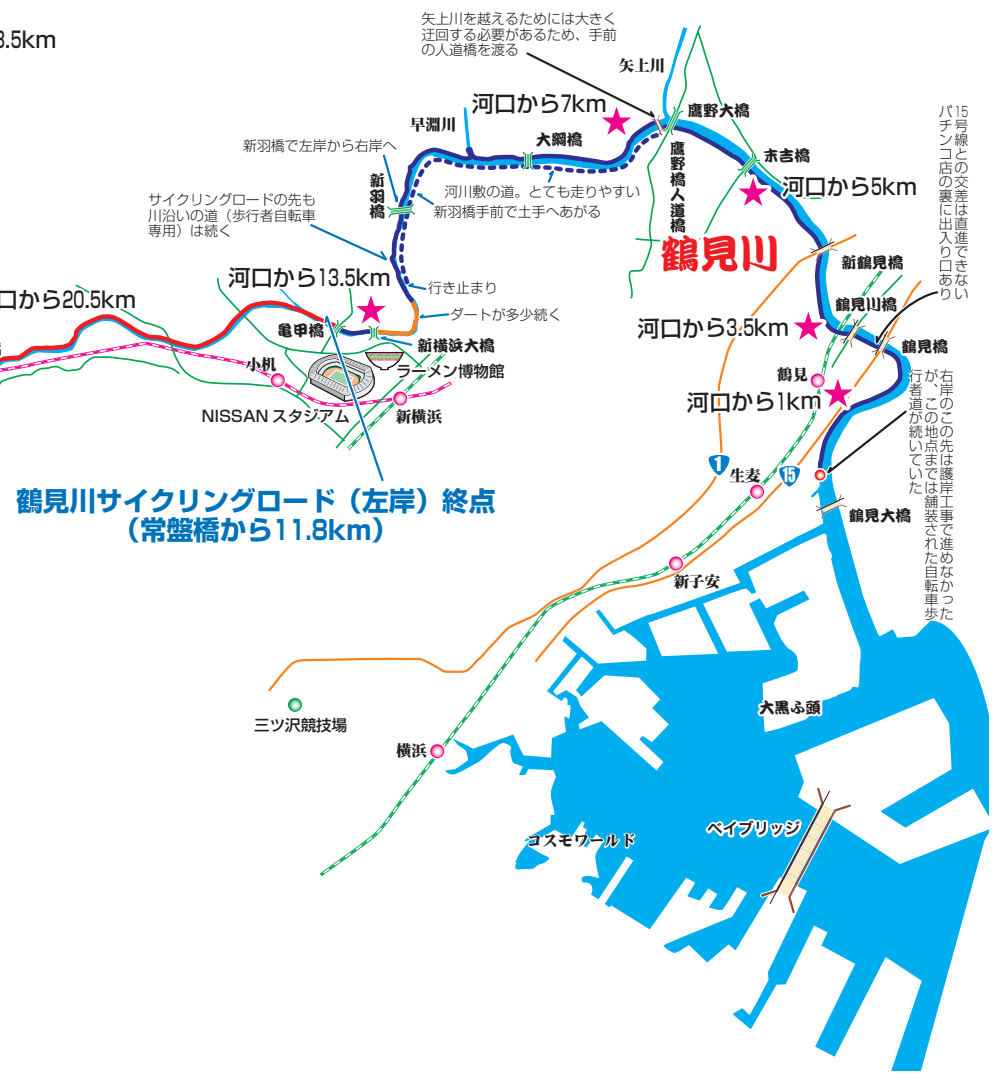 3.5km
矢上川を越えるためには大きく
迂回する必要があるため、手前
の人道橋を渡る
矢上川
河口から7km
鷹野大橋
早淵川
大綱橋
15号線との交差は直進できない
パチンコ店の裏に出入り口あり
新羽橋で左岸から右岸へ
末吉橋
鷹野橋人道橋
河口から5km
新羽橋
河川敷の道。とても走りやすい
新羽橋手前で土手へあがる
サイクリングロードの先も
川沿いの道（歩行者自転車
専用）は続く
鶴見川
新鶴見橋
河口から13.5km
行き止まり
口から20.5km
ダートが多少続く
鶴見川橋
河口から3.5km
亀甲橋
新横浜大橋
鶴見橋
小机
ラーメン博物館
鶴見
河口から1km
右岸のこの先は護岸工事で進めなかった
が、この地点までは舗装された自転車歩
行者道が続いていた
NISSAN スタジアム
新横浜
1
15
生麦
鶴見川サイクリングロード（左岸）終点
（常盤橋から11.8km）
鶴見大橋
新子安
大黒ふ頭
三ツ沢競技場
横浜
ベイブリッジ
コスモワールド